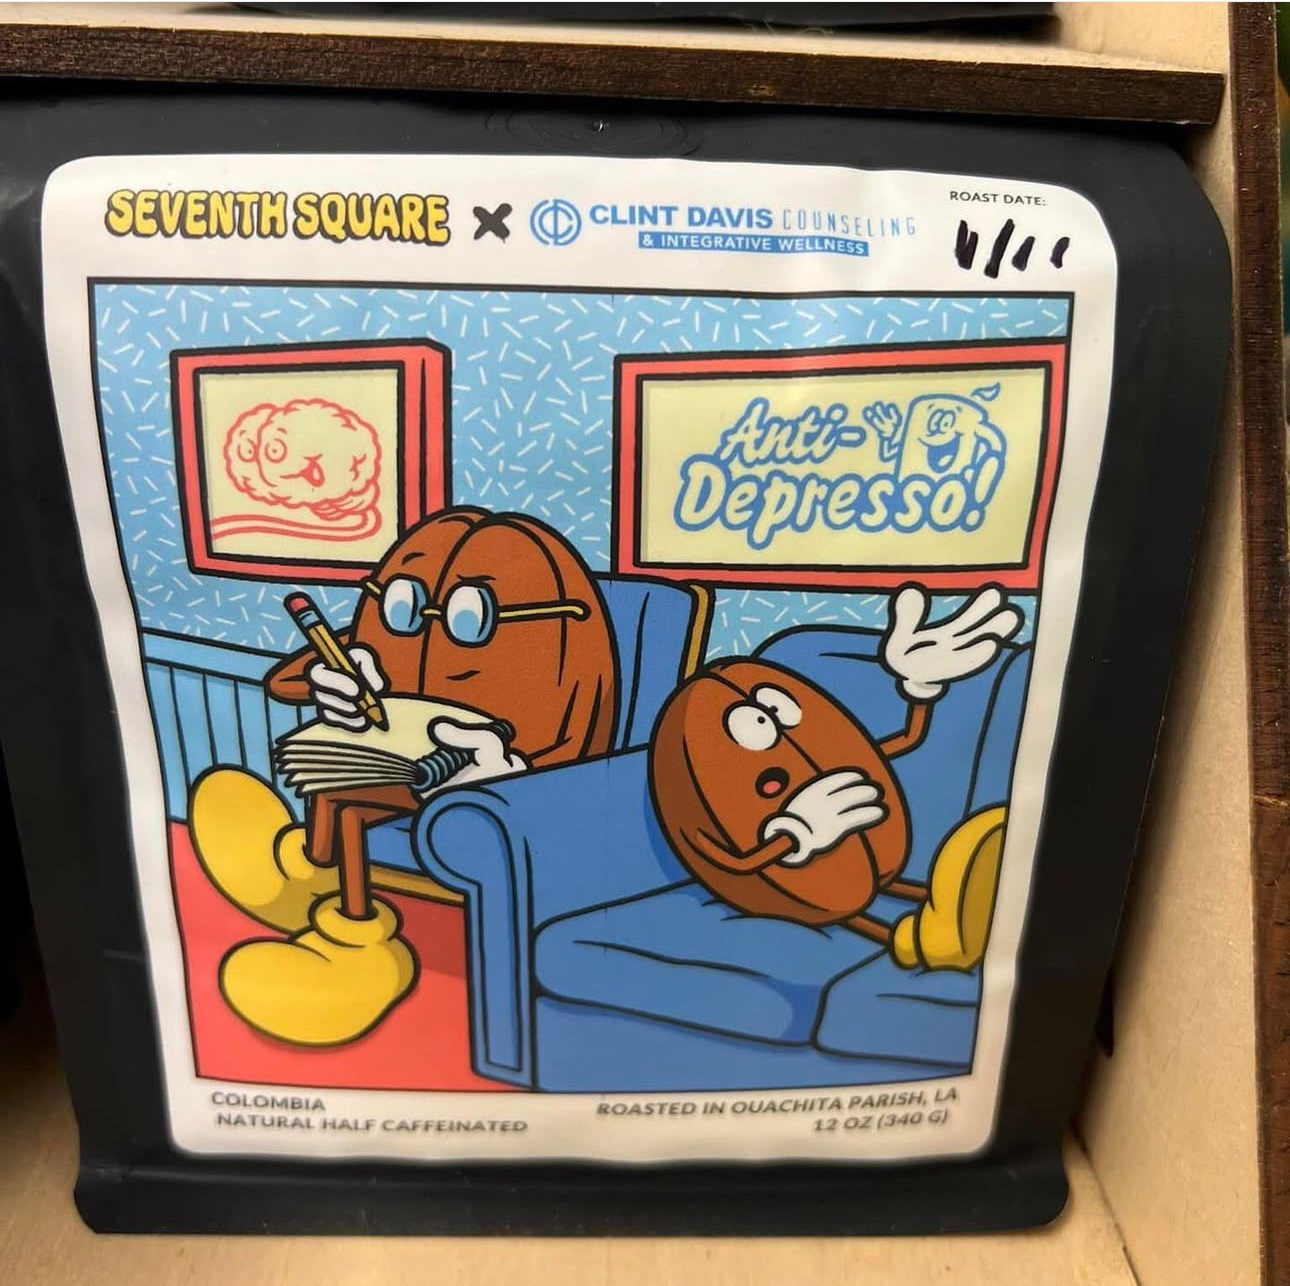 SEVENTH SQUARE X CLINT DAVIS COUNSELING
& INTEGRATIVE WELLNESS
ROAST DATE:
Anti-
Depresso!
COLOMBIA
NATURAL HALF CAFFEINATED
ROASTED IN OUACHITA PARISH, LA
12 OZ (340 G)